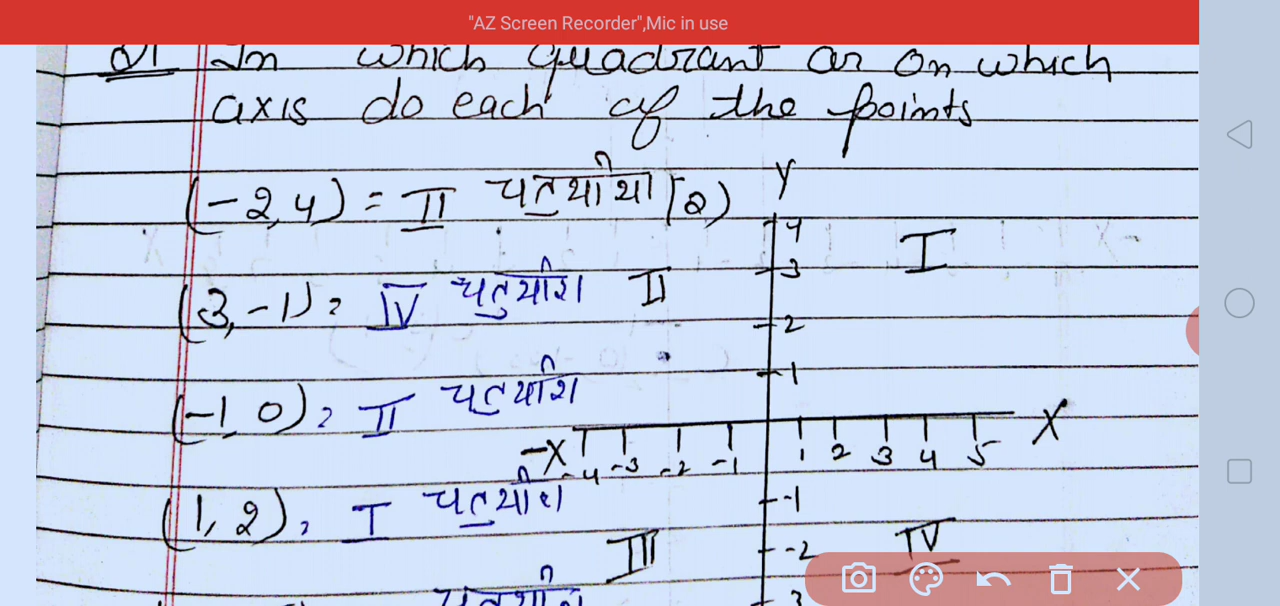 "AZ Screen Recorder",Mic in use
Q1 In which quadrant or on which
axis do each of the points
(-2,4) = II (2)
(3,-1) = IV चतुर्थांश
(-1,0) = II चतुर्थांश
(1,2) = I चतुर्थांश
चतुर्थांश
Y
4
3
2
1
I
II
-X -4 -3 -2 -1 1 2 3 4 5 X
-1
-2
3
III
IV